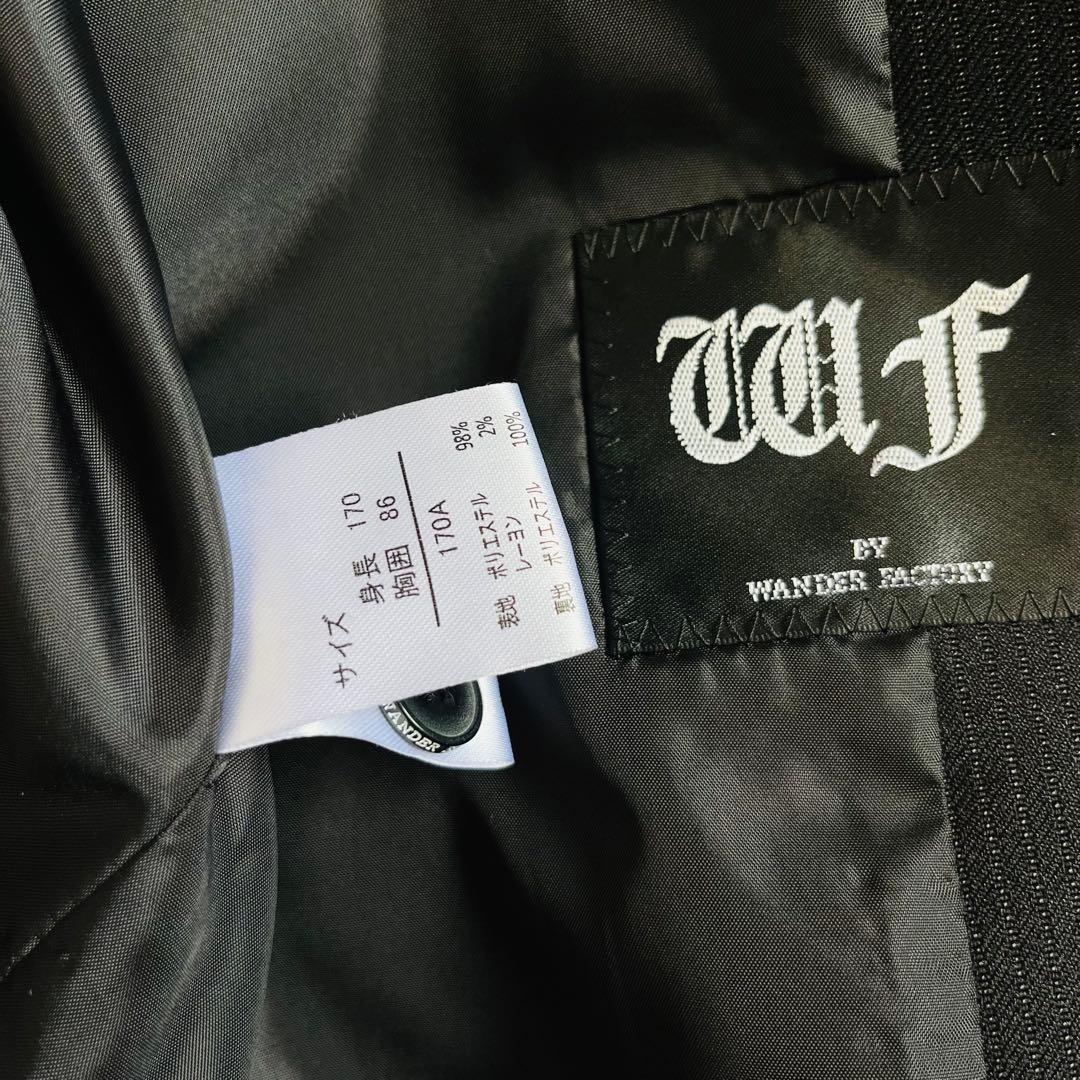 サイズ
身長 170
胸囲 86
170A
表地 ポリエステル 98%
レーヨン 2%
裏地 ポリエステル 100%
WF
BY
WANDER FACTORY
WANDER